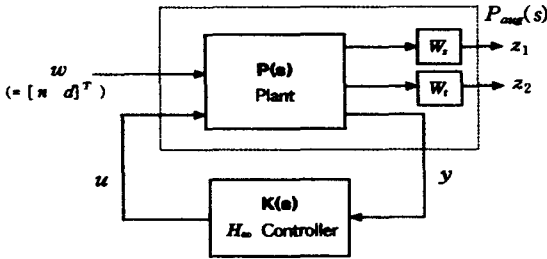 P_aug(s)
W_s
z_1
w
P(s)
(= [n d]^T )
Plant
W_t
z_2
u
y
K(s)
H_∞ Controller